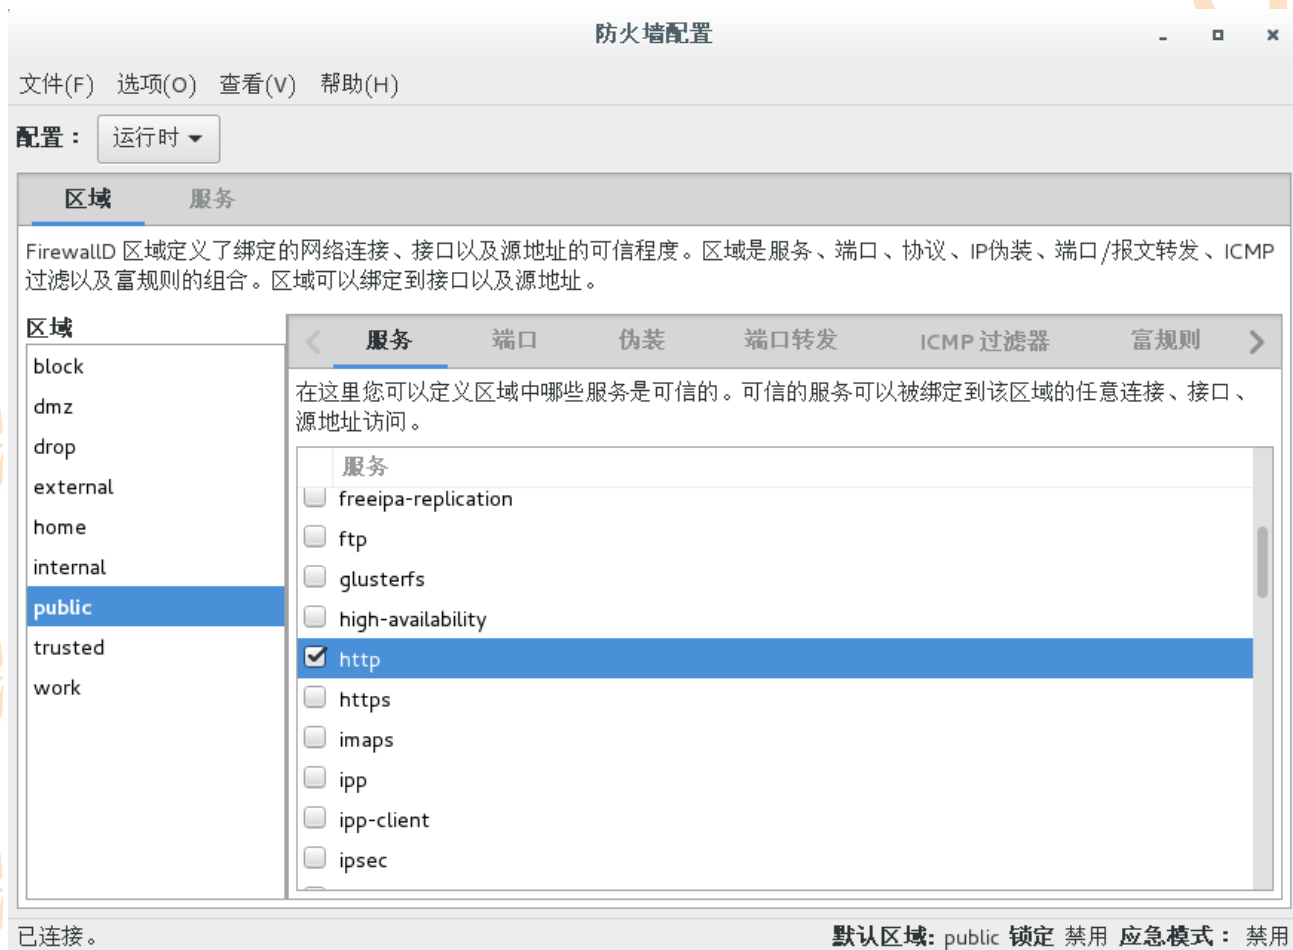 防火墙配置
文件(F) 选项(O) 查看(V) 帮助(H)
配置： 运行时
区域 服务
FirewallD 区域定义了绑定的网络连接、接口以及源地址的可信程度。区域是服务、端口、协议、IP伪装、端口/报文转发、ICMP
过滤以及富规则的组合。区域可以绑定到接口以及源地址。
区域
block
dmz
drop
external
home
internal
public
trusted
work
服务 端口 伪装 端口转发 ICMP 过滤器 富规则
在这里您可以定义区域中哪些服务是可信的。可信的服务可以被绑定到该区域的任意连接、接口、
源地址访问。
服务
freeipa-replication
ftp
glusterfs
high-availability
http
https
imaps
ipp
ipp-client
ipsec
已连接。
默认区域: public 锁定 禁用 应急模式： 禁用